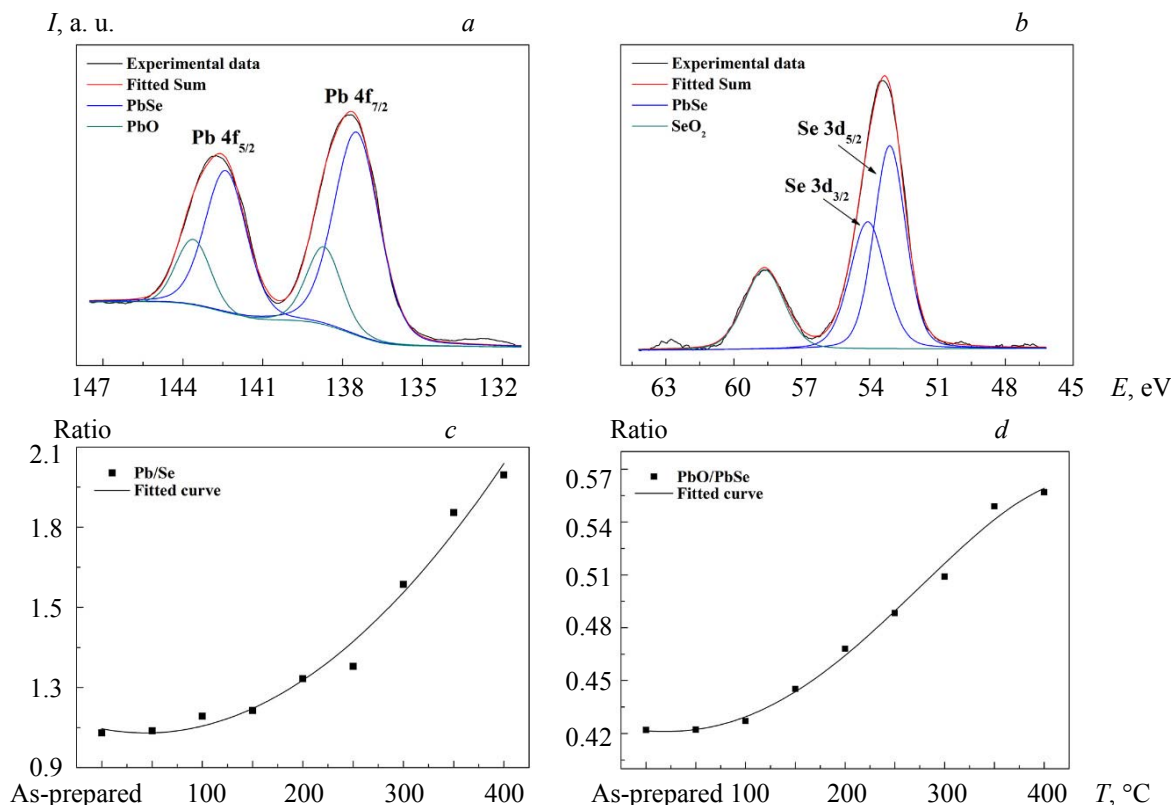 I, a. u.
a
Experimental data
Fitted Sum
PbSe
PbO
Pb 4f5/2
Pb 4f7/2
147 144 143 141 137 135 132
b
Experimental data
Fitted Sum
PbSe
SeO2
Se 3d5/2
Se 3d3/2
63 60 57 54 51 48 45 E, eV
Ratio
c
2.1
1.8
1.5
1.3
0.9
Pb/Se
Fitted curve
As-prepared 100 200 300 400
Ratio
d
0.57
0.54
0.51
0.48
0.45
0.42
PbO/PbSe
Fitted curve
As-prepared 100 200 300 400 T, °C